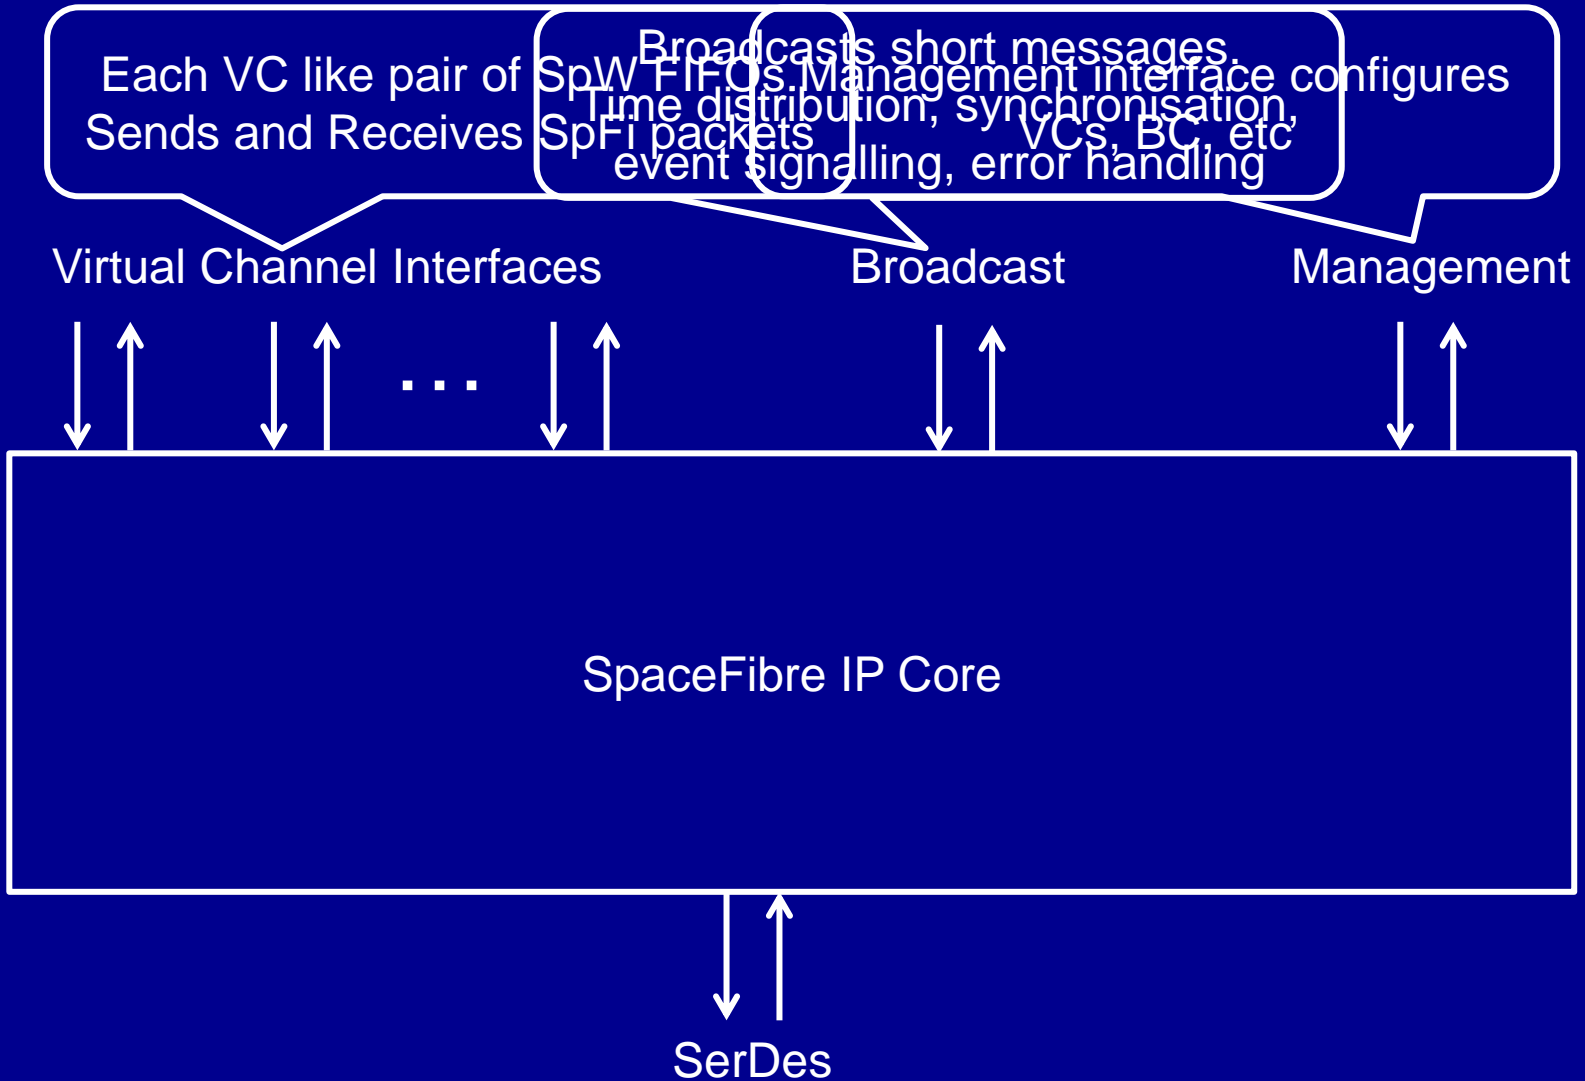 Each VC like pair of SpW FIFOs.
Sends and Receives SpFi packets
Broadcasts short messages.
Time distribution, synchronisation,
event signalling, error handling
Management interface configures
VCs, BC, etc
Virtual Channel Interfaces
Broadcast
Management
. . .
SpaceFibre IP Core
SerDes